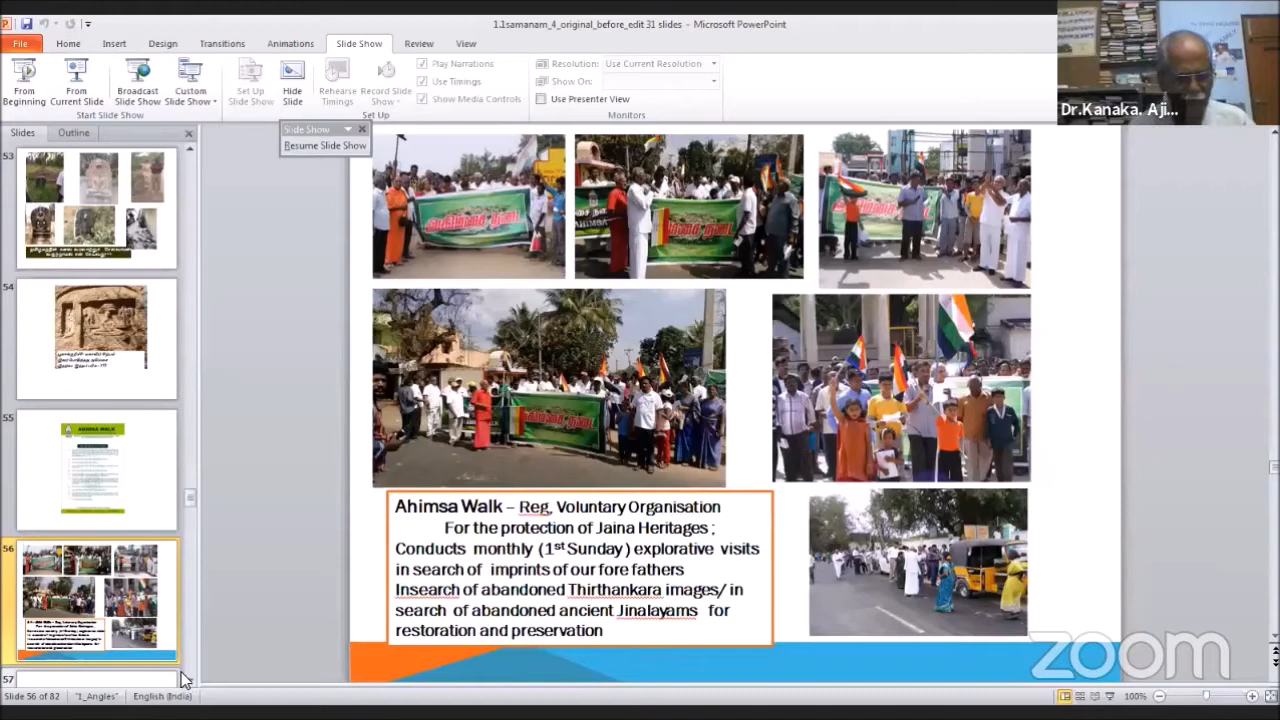 1.1samanam_4_original_before_edit 31 slides - Microsoft PowerPoint
File Home Insert Design Transitions Animations Slide Show Review View
From Beginning
From Current Slide
Broadcast Slide Show
Custom Slide Show
Set Up Slide Show
Hide Slide
Rehearse Timings
Record Slide Show
Play Narrations
Use Timings
Show Media Controls
Resolution: Use Current Resolution
Show On:
Use Presenter View
Start Slide Show
Set Up
Monitors
Dr.Kanaka. Aji...
Slides Outline
Slide Show
Resume Slide Show
53
54
55
AHIMSA WALK
56
57
அகிம்சை நடை
அகிம்சை நடை
Ahimsa Walk – Reg, Voluntary Organisation
For the protection of Jaina Heritages ;
Conducts monthly (1st Sunday ) explorative visits
in search of imprints of our fore fathers
Insearch of abandoned Thirthankara images/ in
search of abandoned ancient Jinalayams for
restoration and preservation
zoom
Slide 56 of 82 "1_Angles" English (India) 100%